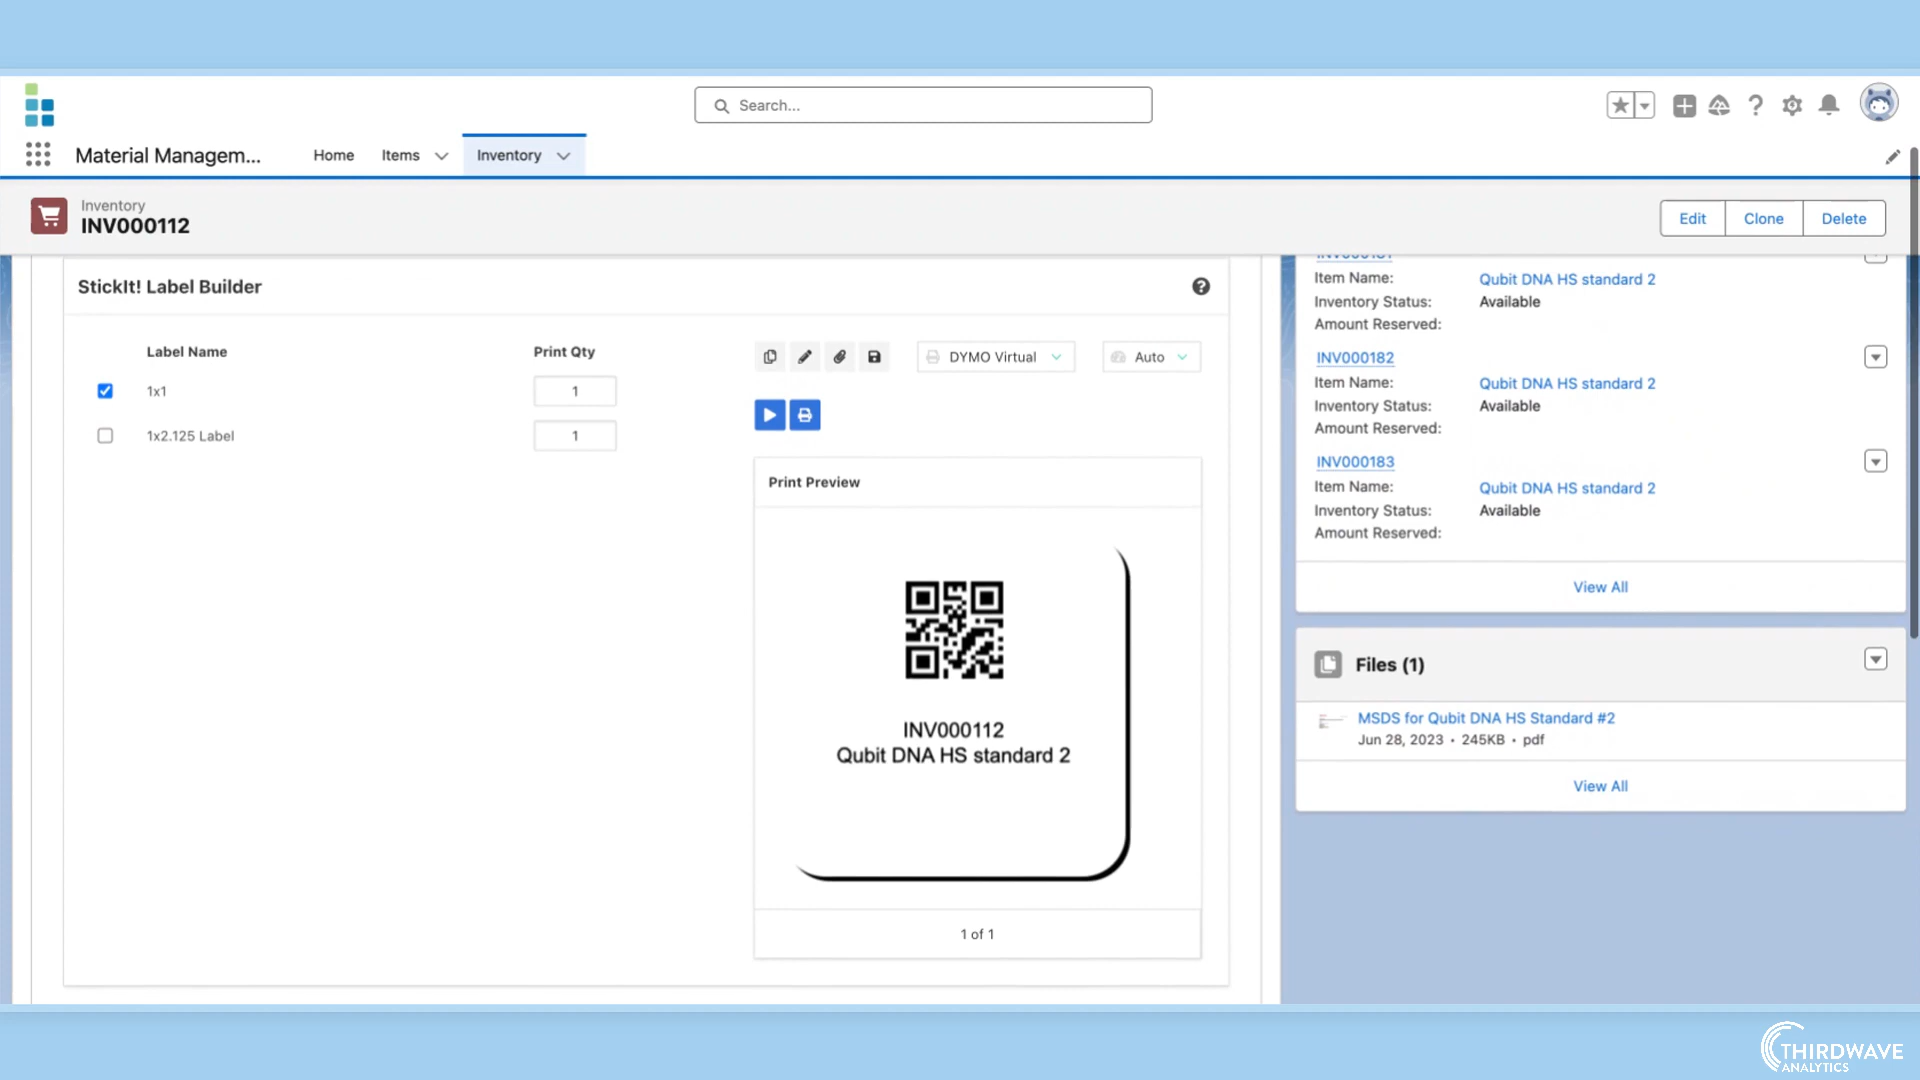 Search...
Material Managem...
Home
Items
Inventory
Inventory
INV000112
Edit
Clone
Delete
StickIt! Label Builder
Label Name
Print Qty
1x1
1
1x2.125 Label
1
DYMO Virtual
Auto
Print Preview
INV000112
Qubit DNA HS standard 2
1 of 1
Item Name: Qubit DNA HS standard 2
Inventory Status: Available
Amount Reserved:
INV000182
Item Name: Qubit DNA HS standard 2
Inventory Status: Available
Amount Reserved:
INV000183
Item Name: Qubit DNA HS standard 2
Inventory Status: Available
Amount Reserved:
View All
Files (1)
MSDS for Qubit DNA HS Standard #2
Jun 28, 2023 • 245KB • pdf
View All
THIRDWAVE
ANALYTICS